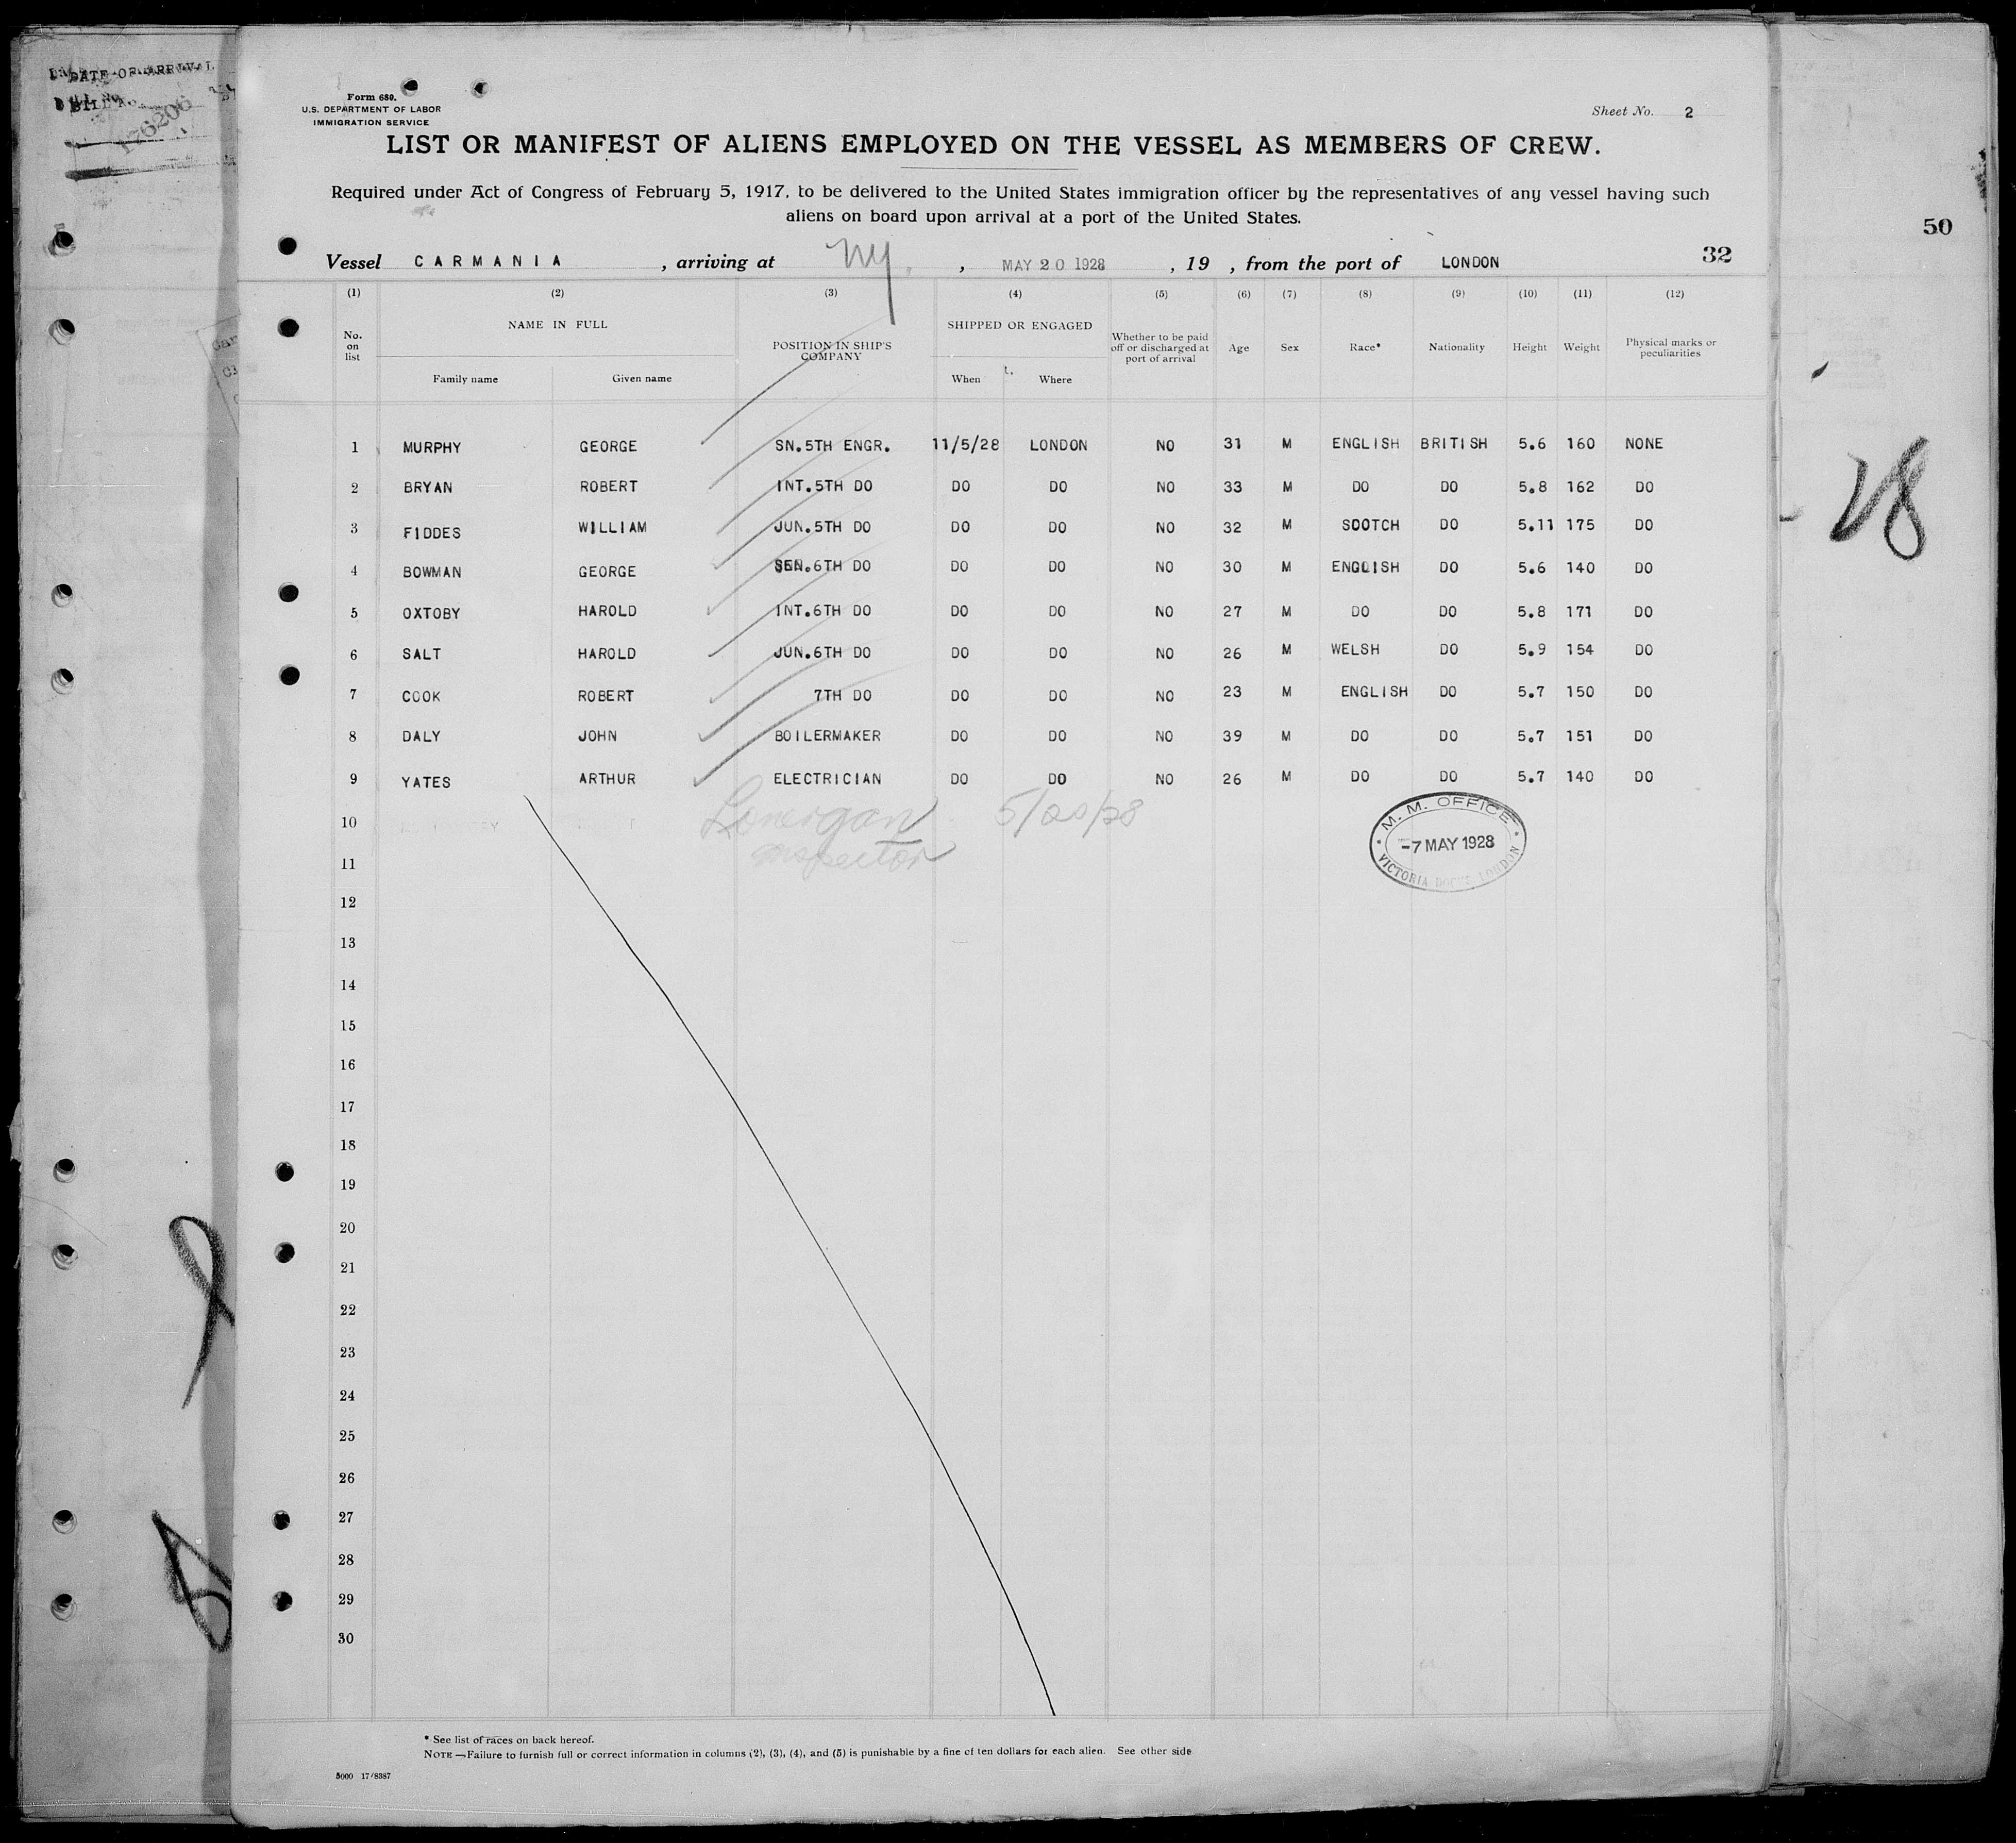 DATE OF ARRIVAL
176206
Form 680.
U.S. DEPARTMENT OF LABOR
IMMIGRATION SERVICE
Sheet No. 2
LIST OR MANIFEST OF ALIENS EMPLOYED ON THE VESSEL AS MEMBERS OF CREW.
Required under Act of Congress of February 5, 1917, to be delivered to the United States immigration officer by the representatives of any vessel having such
aliens on board upon arrival at a port of the United States.
50
32
Vessel CARMANIA , arriving at NY , MAY 20 1928 , 19 , from the port of LONDON
(1) (2) (3) (4) (5) (6) (7) (8) (9) (10) (11) (12)
No. on list NAME IN FULL Family name Given name POSITION IN SHIP'S COMPANY SHIPPED OR ENGAGED When Where Whether to be paid off or discharged at port of arrival Age Sex Race* Nationality Height Weight Physical marks or peculiarities
1 MURPHY GEORGE SN.5TH ENGR. 11/5/28 LONDON NO 31 M ENGLISH BRITISH 5.6 160 NONE
2 BRYAN ROBERT INT.5TH DO DO DO NO 33 M DO DO 5.8 162 DO
3 FIDDES WILLIAM JUN.5TH DO DO DO NO 32 M SCOTCH DO 5.11 175 DO
4 BOWMAN GEORGE SEN.6TH DO DO DO NO 30 M ENGLISH DO 5.6 140 DO
5 OXTOBY HAROLD INT.6TH DO DO DO NO 27 M DO DO 5.8 171 DO
6 SALT HAROLD JUN.6TH DO DO DO NO 26 M WELSH DO 5.9 154 DO
7 COOK ROBERT 7TH DO DO DO NO 23 M ENGLISH DO 5.7 150 DO
8 DALY JOHN BOILERMAKER DO DO NO 39 M DO DO 5.7 151 DO
9 YATES ARTHUR ELECTRICIAN DO DO NO 26 M DO DO 5.7 140 DO
10 Lonergan 5/20/28
11 Inspector
M. M. OFFICE
-7 MAY 1928
VICTORIA DOCKS, LONDON
12
13
14
15
16
17
18
19
20
21
22
23
24
25
26
27
28
29
30
28
* See list of races on back hereof.
NOTE.—Failure to furnish full or correct information in columns (2), (3), (4), and (5) is punishable by a fine of ten dollars for each alien. See other side
5000 17/8387